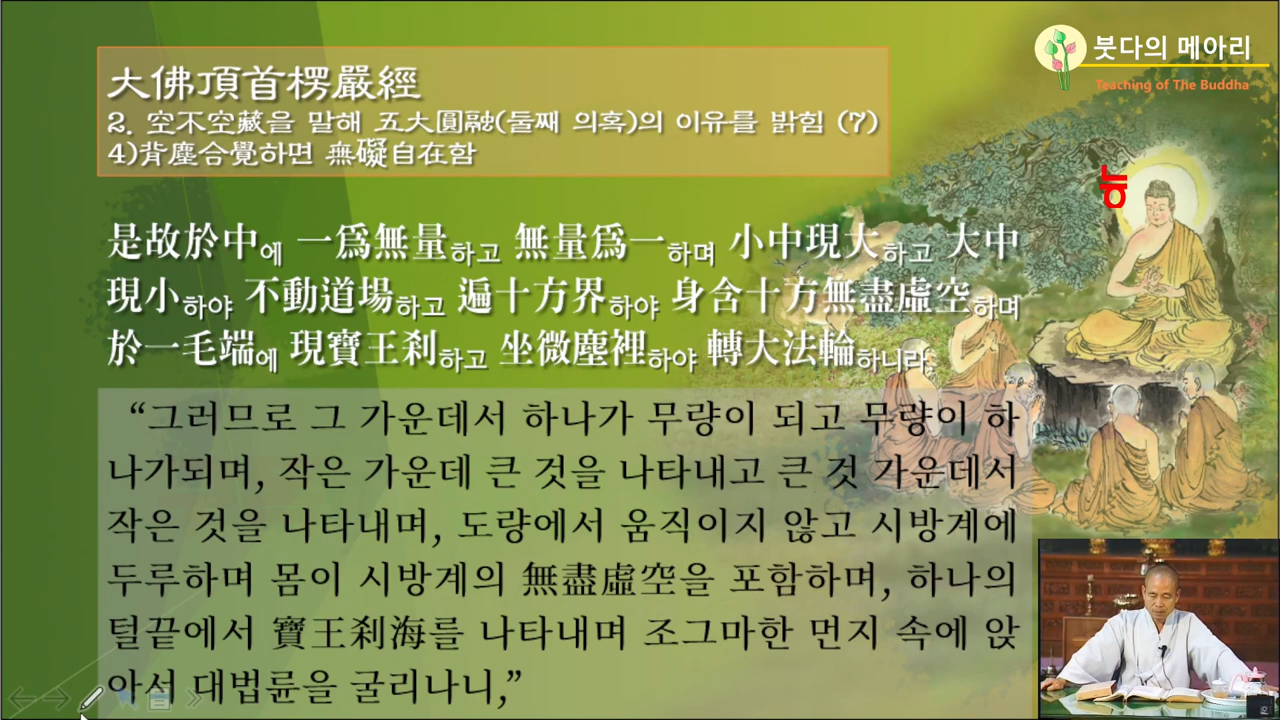 붓다의 메아리
Teaching of The Buddha
大佛頂首楞嚴經
2. 空不空藏을 말해 五大圓融(둘째 의혹)의 이유를 밝힘 (7)
4)背塵合覺하면 無礙自在함
능
是故於中에 一爲無量하고 無量爲一하며 小中現大하고 大中
現小하야 不動道場하고 遍十方界하야 身含十方無盡虛空하며
於一毛端에 現寶王刹하고 坐微塵裡하야 轉大法輪하니라.
“그러므로 그 가운데서 하나가 무량이 되고 무량이 하
나가되며, 작은 가운데 큰 것을 나타내고 큰 것 가운데서
작은 것을 나타내며, 도량에서 움직이지 않고 시방계에
두루하며 몸이 시방계의 無盡虛空을 포함하며, 하나의
털끝에서 寶王刹海를 나타내며 조그마한 먼지 속에 앉
아서 대법륜을 굴리나니,”